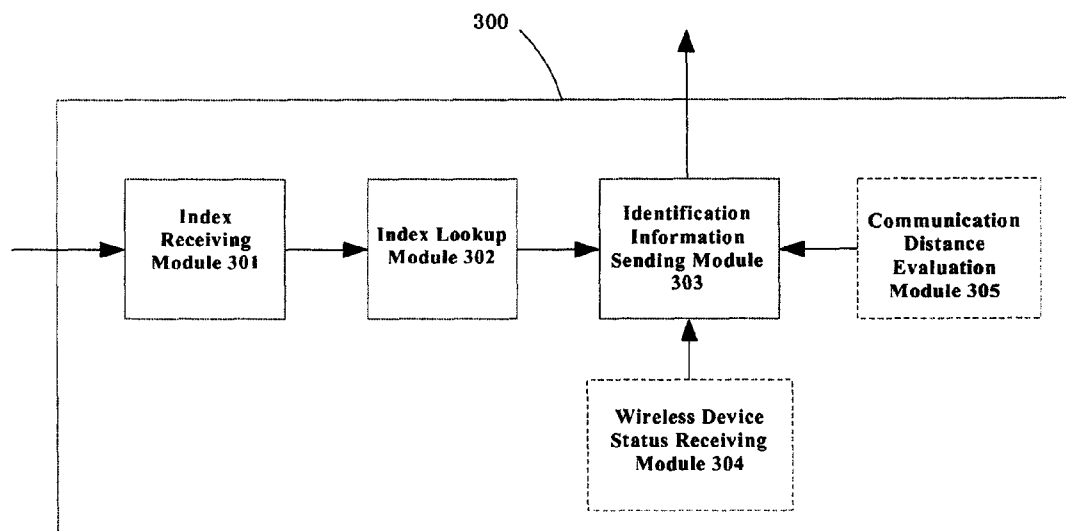 300
Index
Receiving
Module 301
Index Lookup
Module 302
Identification
Information
Sending Module
303
Communication
Distance
Evaluation
Module 305
Wireless Device
Status Receiving
Module 304